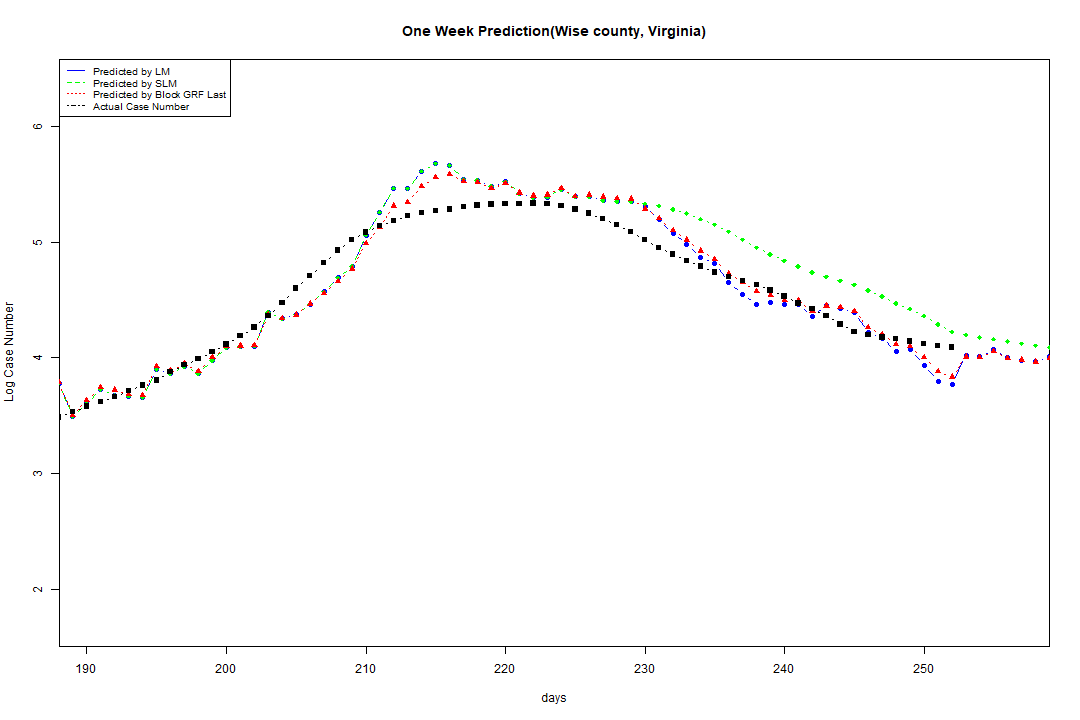 One Week Prediction(Wise county, Virginia)
Predicted by LM
Predicted by SLM
Predicted by Block GRF Last
Actual Case Number
6
5
4
3
2
Log Case Number
190 200 210 220 230 240 250
days